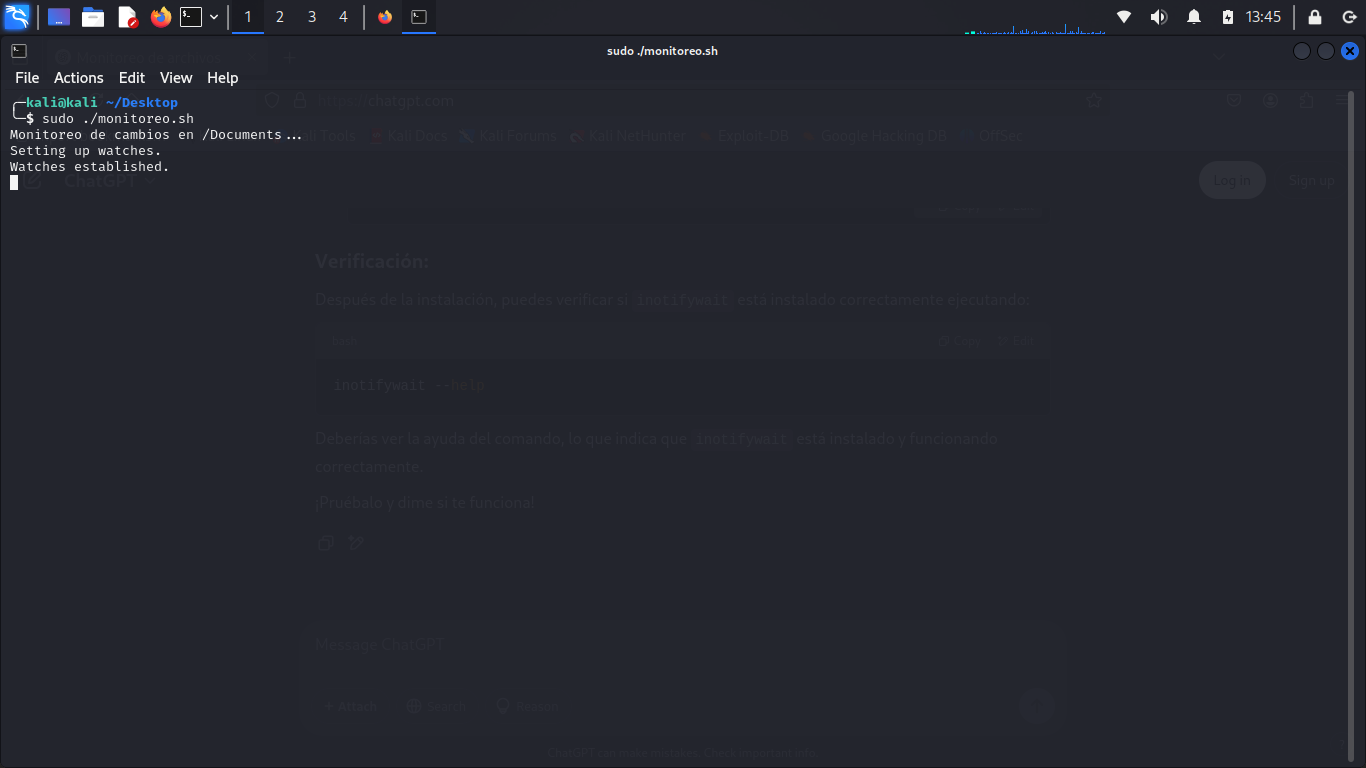 1 2 3 4 13:45
sudo ./monitoreo.sh
File Actions Edit View Help
kali@kali ~/Desktop
$ sudo ./monitoreo.sh
Monitoreo de cambios en /Documents...
Setting up watches.
Watches established.
https://chatgpt.com
Tools Kali Docs Kali Forums Kali NetHunter Exploit-DB Google Hacking DB OffSec
ChatGPT Log in Sign up
Verificación:
Después de la instalación, puedes verificar si inotifywait está instalado correctamente ejecutando:
bash Copy Edit
inotifywait --help
Deberías ver la ayuda del comando, lo que indica que inotifywait está instalado y funcionando
correctamente.
¡Pruébalo y dime si te funciona!
Message ChatGPT
+ Attach Search Reason
ChatGPT can make mistakes. Check important info.